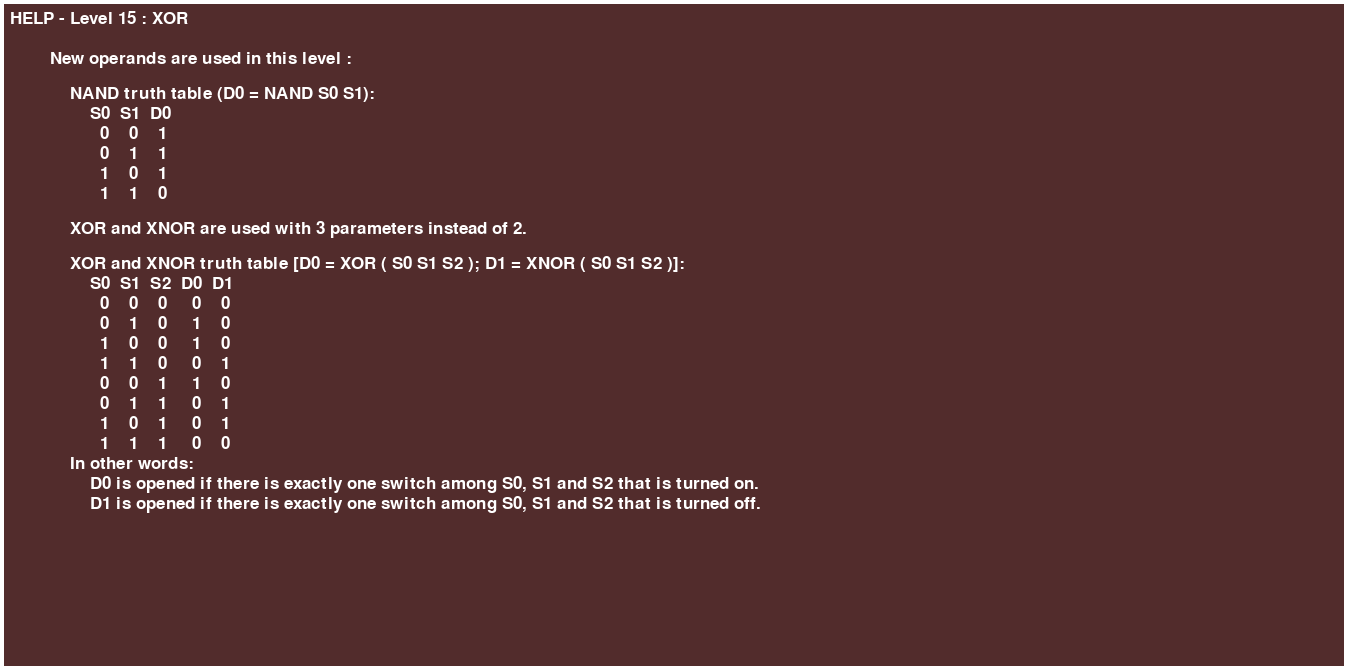 HELP - Level 15 : XOR
New operands are used in this level :
NAND truth table (D0 = NAND S0 S1):
S0 S1 D0
0 0 1
0 1 1
1 0 1
1 1 0
XOR and XNOR are used with 3 parameters instead of 2.
XOR and XNOR truth table [D0 = XOR ( S0 S1 S2 ); D1 = XNOR ( S0 S1 S2 )]:
S0 S1 S2 D0 D1
0 0 0 0 0
0 1 0 1 0
1 0 0 1 0
1 1 0 0 1
0 0 1 1 0
0 1 1 0 1
1 0 1 0 1
1 1 1 0 0
In other words:
D0 is opened if there is exactly one switch among S0, S1 and S2 that is turned on.
D1 is opened if there is exactly one switch among S0, S1 and S2 that is turned off.